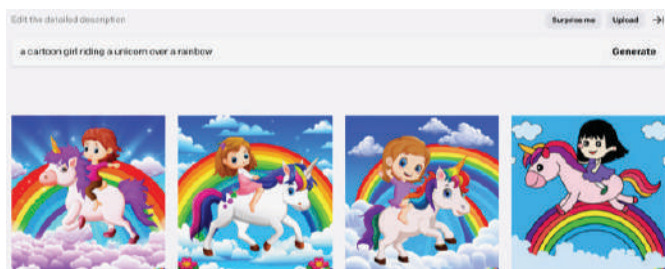 Edit the detailed description
Surprise me
Upload
a cartoon girl riding a unicorn over a rainbow
Generate